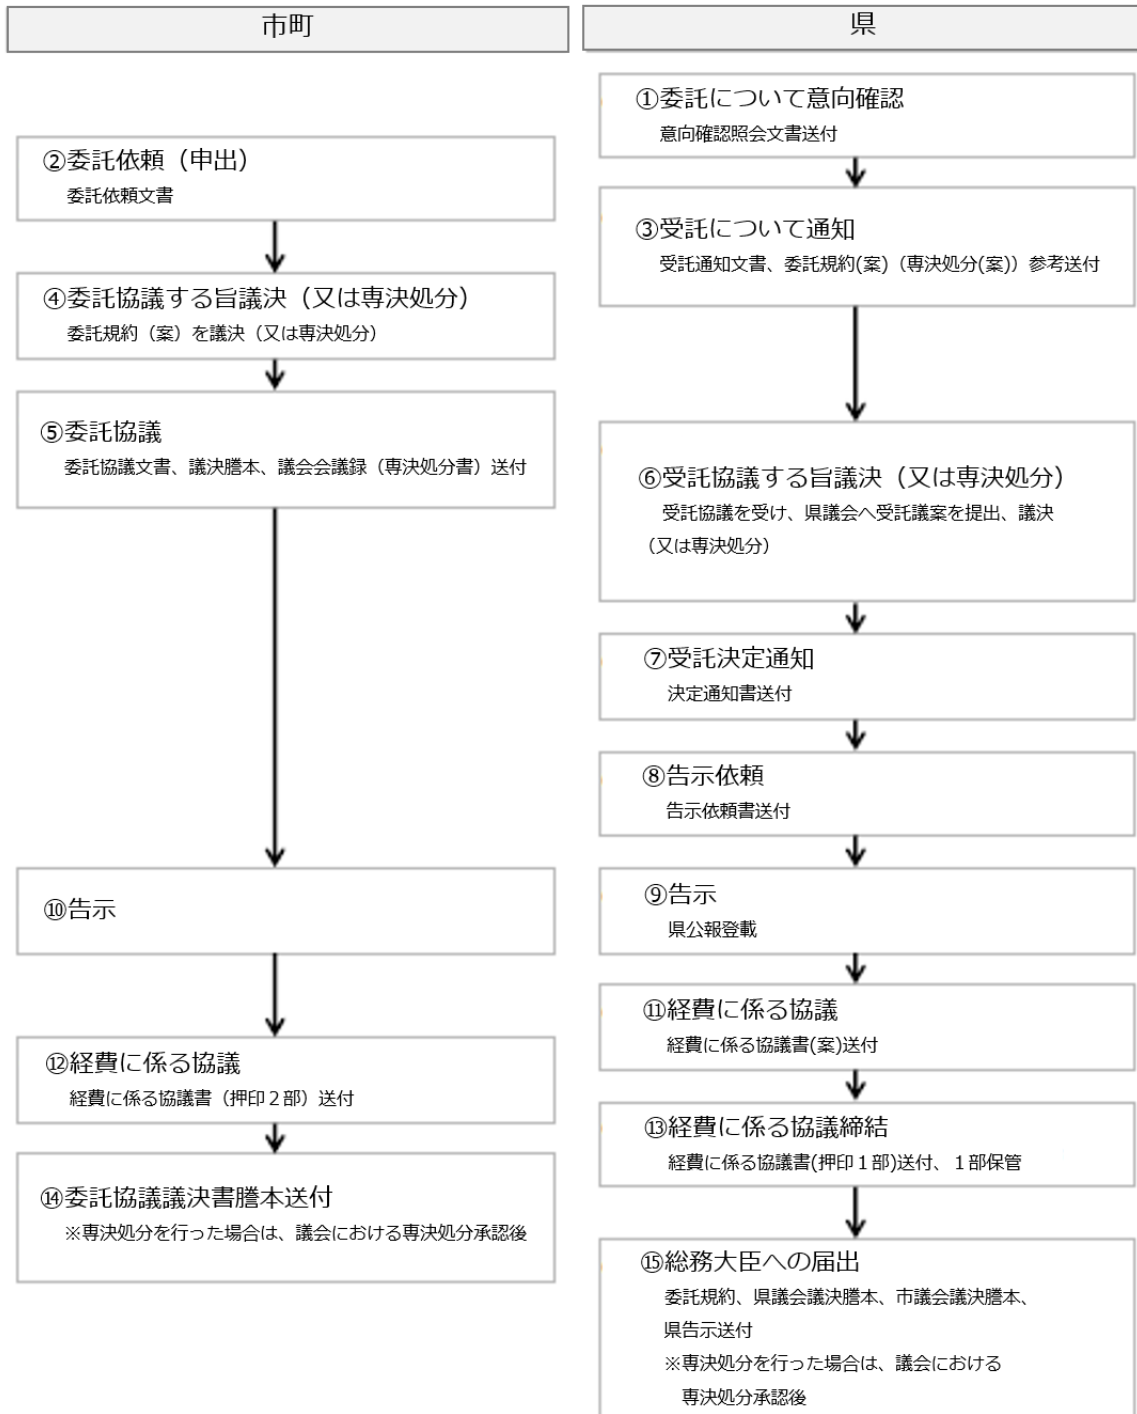 市町
県
①委託について意向確認
意向確認照会文書送付
②委託依頼（申出）
委託依頼文書
③受託について通知
受託通知文書、委託規約(案)（専決処分(案)）参考送付
④委託協議する旨議決（又は専決処分）
委託規約（案）を議決（又は専決処分）
⑤委託協議
委託協議文書、議決謄本、議会会議録（専決処分書）送付
⑥受託協議する旨議決（又は専決処分）
受託協議を受け、県議会へ受託議案を提出、議決
（又は専決処分）
⑦受託決定通知
決定通知書送付
⑧告示依頼
告示依頼書送付
⑨告示
県公報登載
⑩告示
⑪経費に係る協議
経費に係る協議書(案)送付
⑫経費に係る協議
経費に係る協議書（押印２部）送付
⑬経費に係る協議締結
経費に係る協議書(押印１部)送付、１部保管
⑭委託協議議決書謄本送付
※専決処分を行った場合は、議会における専決処分承認後
⑮総務大臣への届出
委託規約、県議会議決謄本、市議会議決謄本、
県告示送付
※専決処分を行った場合は、議会における
専決処分承認後